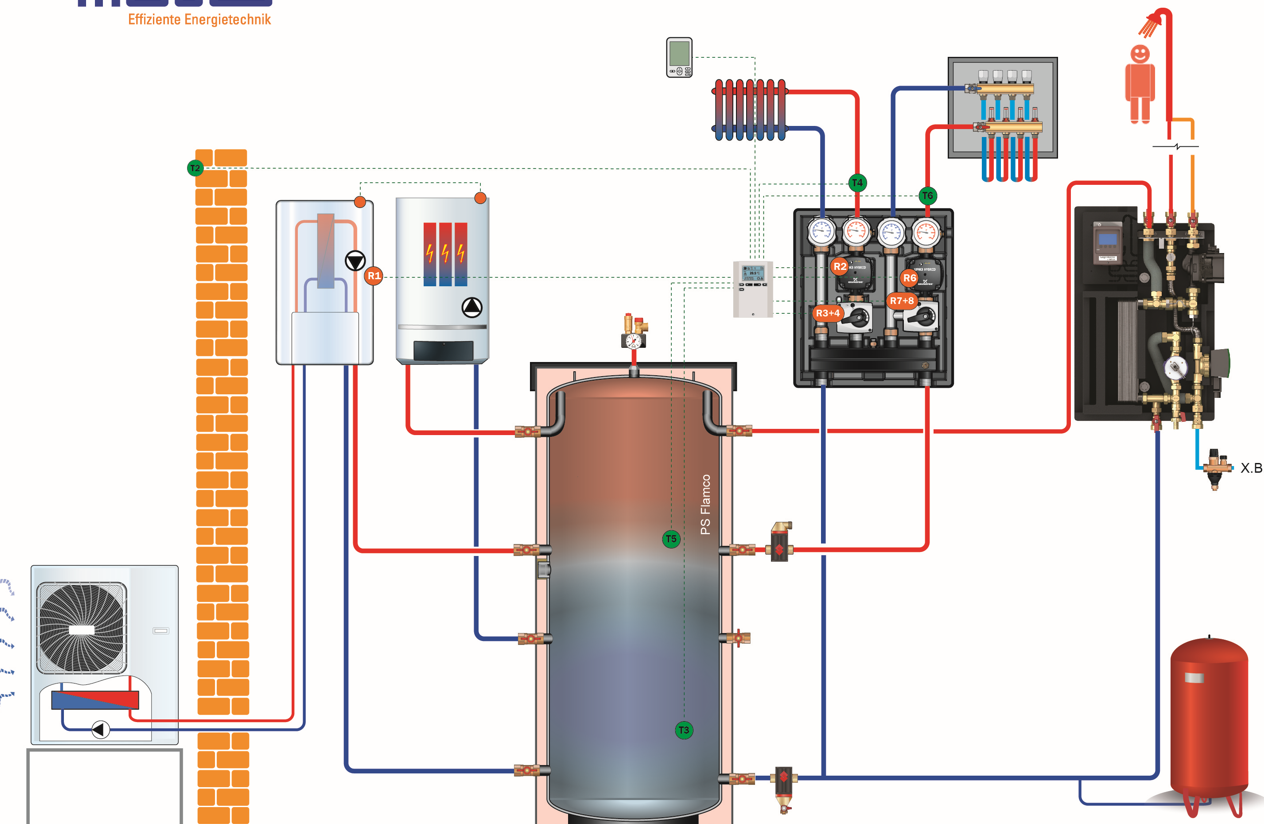 Effiziente Energietechnik
T2
T4
T6
R1
R2
R6
R7+8
R3+4
X.B
PS Flamco
T5
T3